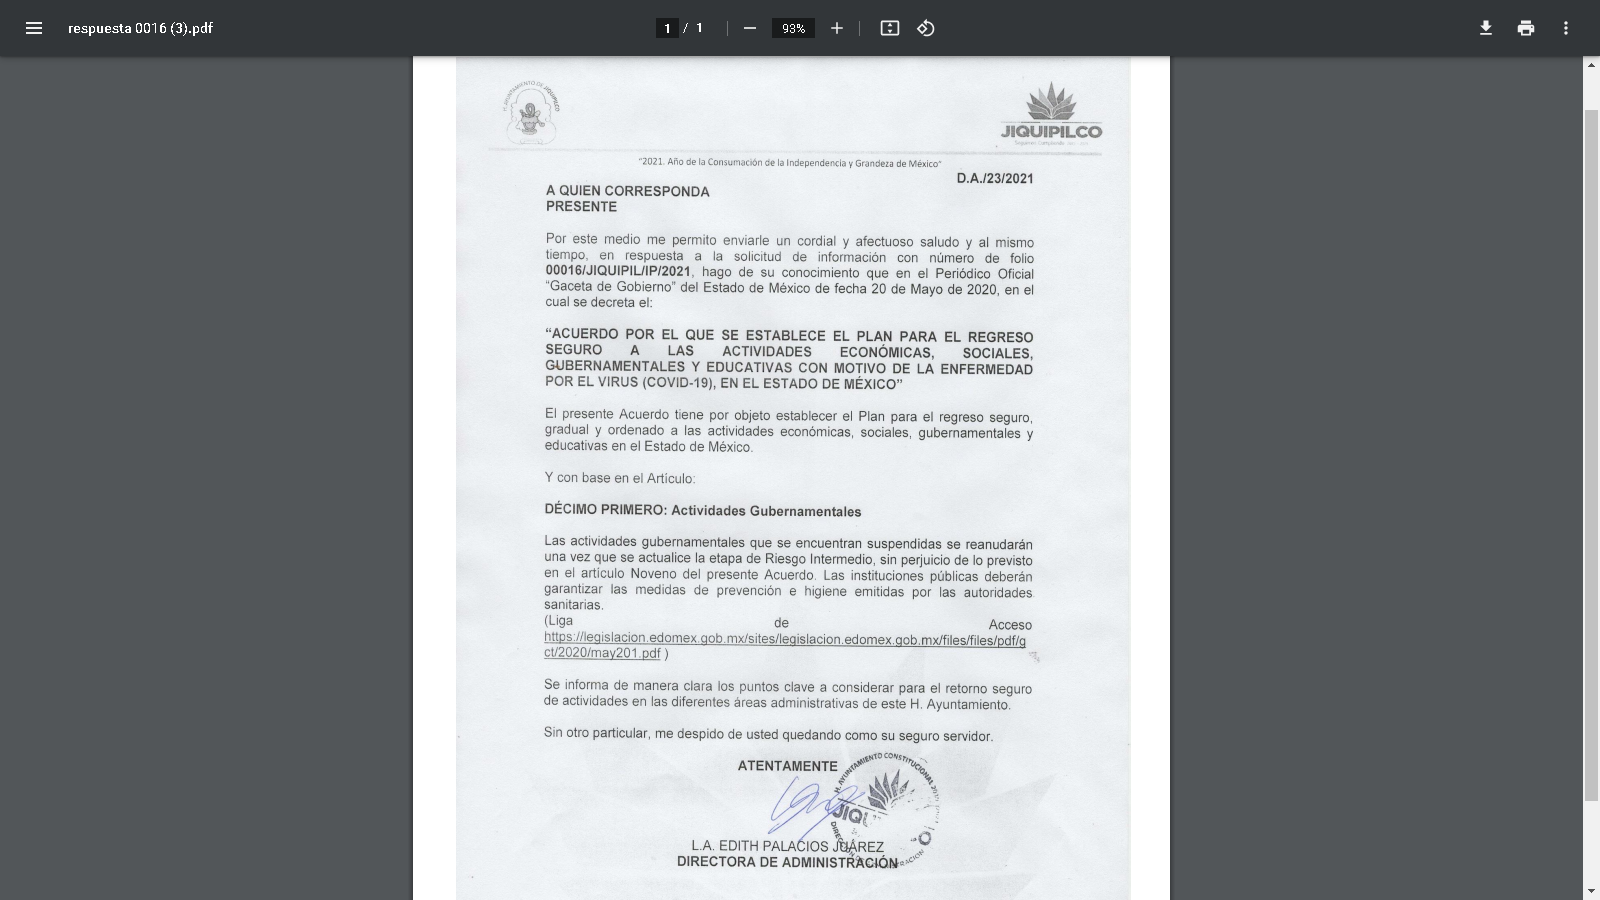 respuesta 0016 (3).pdf
1 / 1
93%
H. AYUNTAMIENTO DE JIQUIPILCO
JIQUIPILCO
"2021. Año de la Consumación de la Independencia y Grandeza de México"
D.A./23/2021
A QUIEN CORRESPONDA
PRESENTE
Por este medio me permito enviarle un cordial y afectuoso saludo y al mismo
tiempo, en respuesta a la solicitud de información con número de folio
00016/JIQUIPIL/IP/2021, hago de su conocimiento que en el Periódico Oficial
"Gaceta de Gobierno" del Estado de México de fecha 20 de Mayo de 2020, en el
cual se decreta el:
"ACUERDO POR EL QUE SE ESTABLECE EL PLAN PARA EL REGRESO
SEGURO A LAS ACTIVIDADES ECONÓMICAS, SOCIALES,
GUBERNAMENTALES Y EDUCATIVAS CON MOTIVO DE LA ENFERMEDAD
POR EL VIRUS (COVID-19), EN EL ESTADO DE MÉXICO"
El presente Acuerdo tiene por objeto establecer el Plan para el regreso seguro,
gradual y ordenado a las actividades económicas, sociales, gubernamentales y
educativas en el Estado de México.
Y con base en el Artículo:
DÉCIMO PRIMERO: Actividades Gubernamentales
Las actividades gubernamentales que se encuentran suspendidas se reanudarán
una vez que se actualice la etapa de Riesgo Intermedio, sin perjuicio de lo previsto
en el artículo Noveno del presente Acuerdo. Las instituciones públicas deberán
garantizar las medidas de prevención e higiene emitidas por las autoridades
sanitarias.
(Liga de Acceso
https://legislacion.edomex.gob.mx/sites/legislacion.edomex.gob.mx/files/files/pdf/g
ct/2020/may201.pdf )
Se informa de manera clara los puntos clave a considerar para el retorno seguro
de actividades en las diferentes áreas administrativas de este H. Ayuntamiento.
Sin otro particular, me despido de usted quedando como su seguro servidor.
ATENTAMENTE
H. AYUNTAMIENTO CONSTITUCIONAL
L.A. EDITH PALACIOS JUÁREZ
DIRECTORA DE ADMINISTRACIÓN